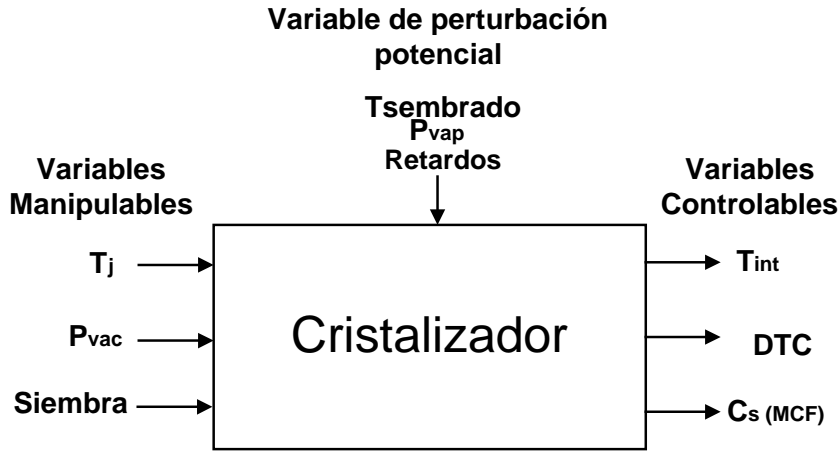 Variable de perturbación
potencial
Tsembrado
Pvap
Retardos
Variables
Manipulables
Variables
Controlables
Tj
Tint
Pvac
Cristalizador
DTC
Siembra
Cs (MCF)